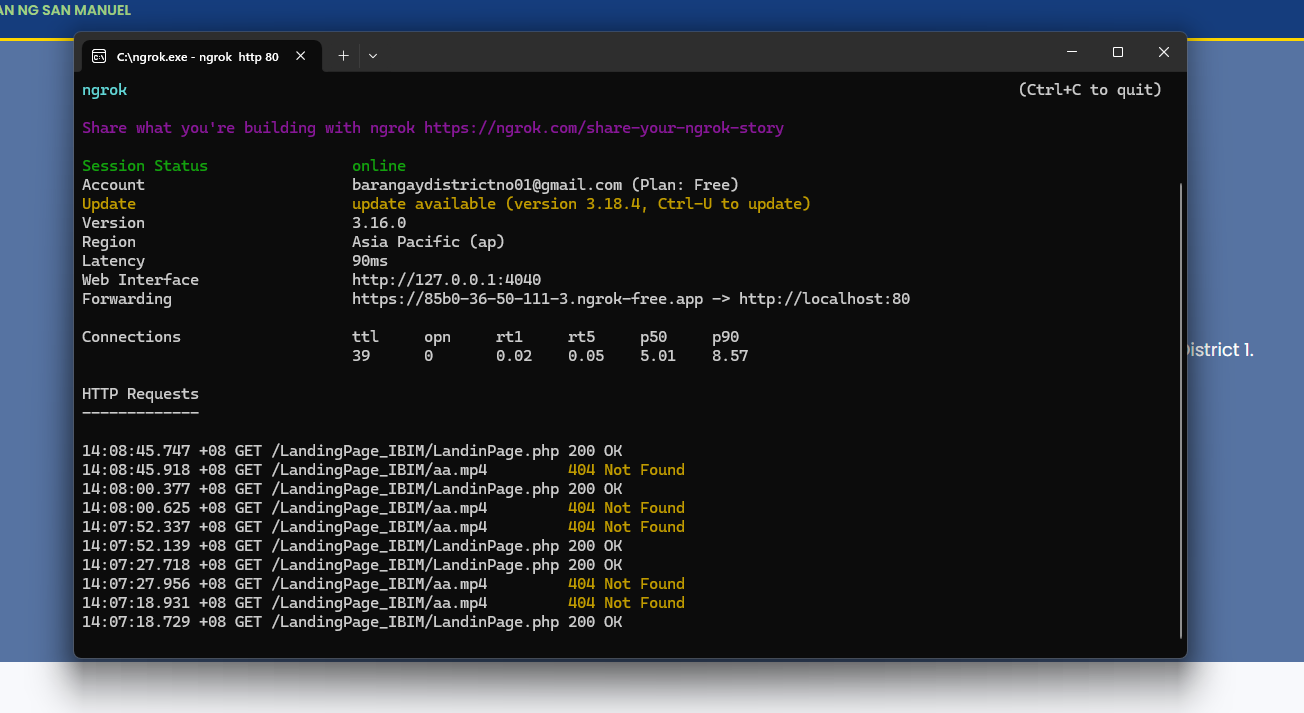 AN NG SAN MANUEL
C:\ngrok.exe - ngrok http 80
ngrok (Ctrl+C to quit)
Share what you're building with ngrok https://ngrok.com/share-your-ngrok-story
Session Status online
Account barangaydistrictno01@gmail.com (Plan: Free)
Update update available (version 3.18.4, Ctrl-U to update)
Version 3.16.0
Region Asia Pacific (ap)
Latency 90ms
Web Interface http://127.0.0.1:4040
Forwarding https://85b0-36-50-111-3.ngrok-free.app -> http://localhost:80
Connections ttl opn rt1 rt5 p50 p90
39 0 0.02 0.05 5.01 8.57
District 1.
HTTP Requests
-------------
14:08:45.747 +08 GET /LandingPage_IBIM/LandinPage.php 200 OK
14:08:45.918 +08 GET /LandingPage_IBIM/aa.mp4 404 Not Found
14:08:00.377 +08 GET /LandingPage_IBIM/LandinPage.php 200 OK
14:08:00.625 +08 GET /LandingPage_IBIM/aa.mp4 404 Not Found
14:07:52.337 +08 GET /LandingPage_IBIM/aa.mp4 404 Not Found
14:07:52.139 +08 GET /LandingPage_IBIM/LandinPage.php 200 OK
14:07:27.718 +08 GET /LandingPage_IBIM/LandinPage.php 200 OK
14:07:27.956 +08 GET /LandingPage_IBIM/aa.mp4 404 Not Found
14:07:18.931 +08 GET /LandingPage_IBIM/aa.mp4 404 Not Found
14:07:18.729 +08 GET /LandingPage_IBIM/LandinPage.php 200 OK